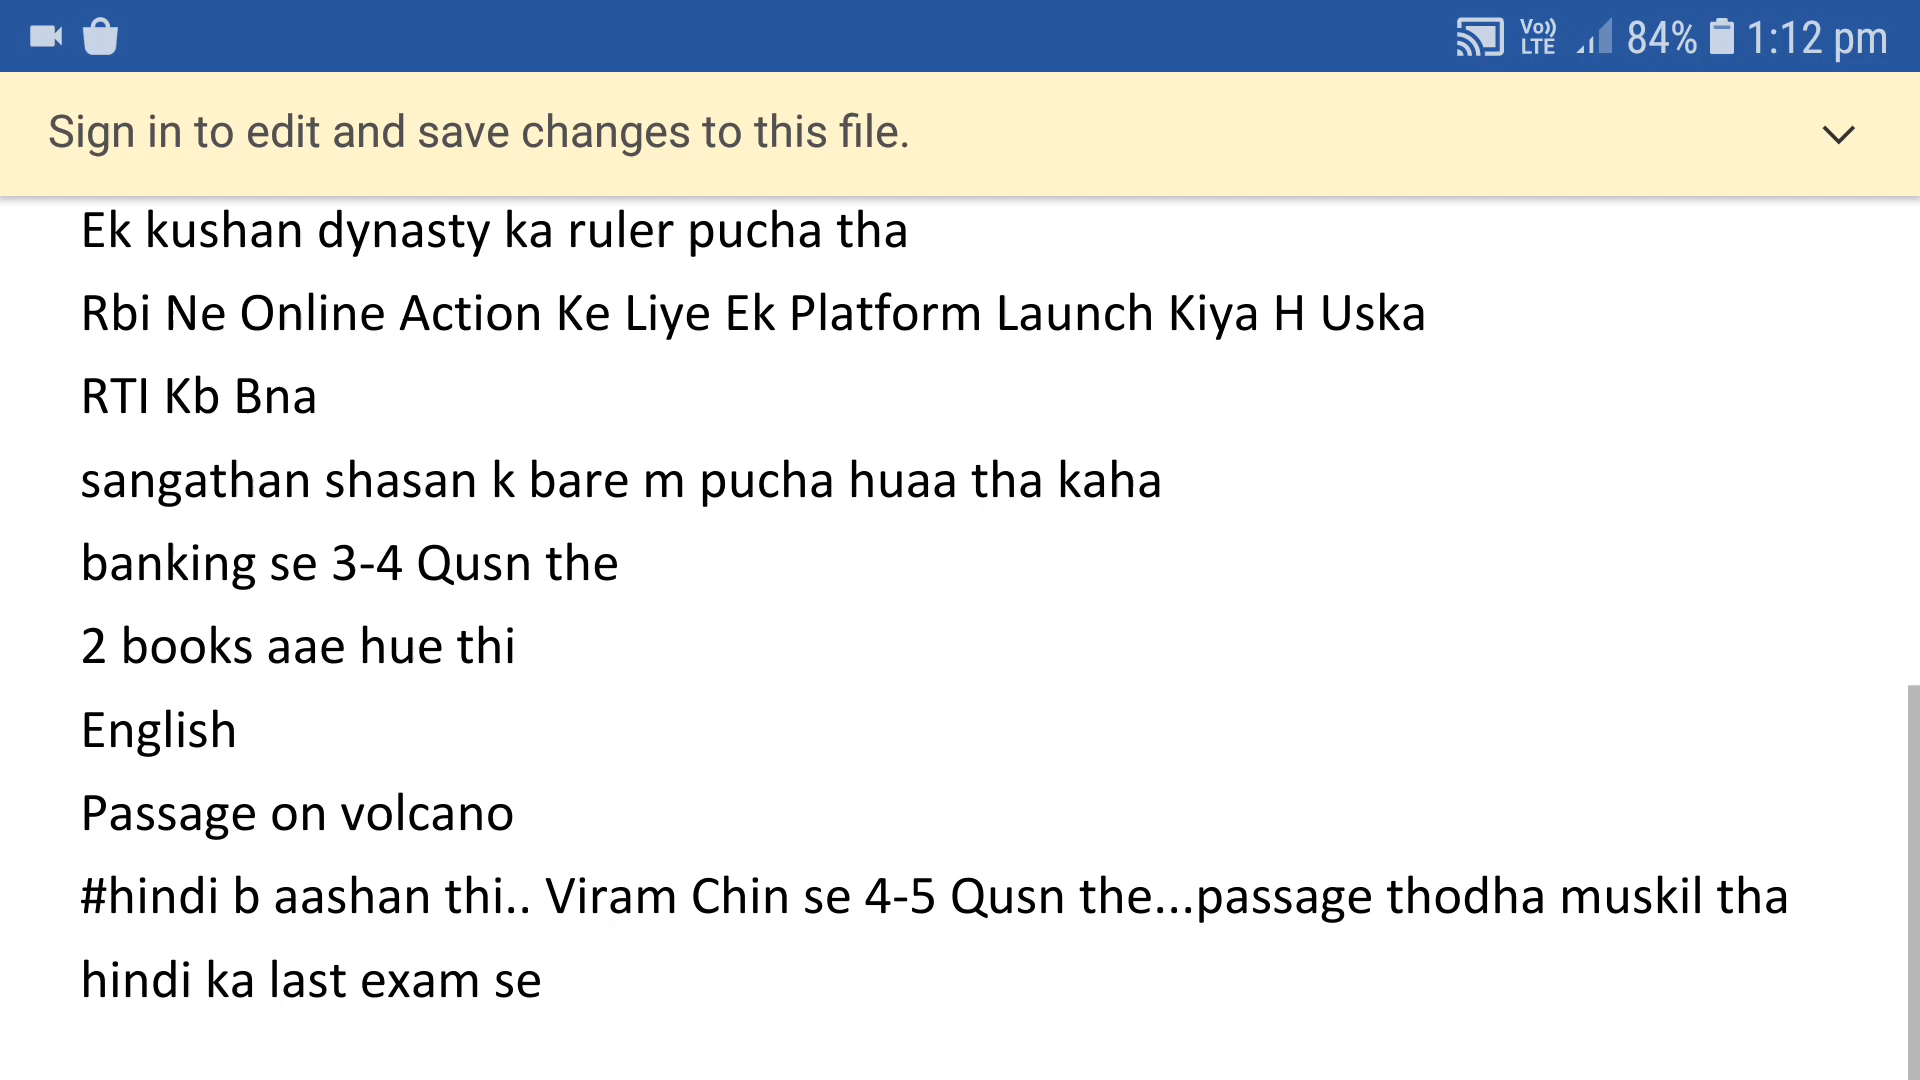 Vo)) LTE 84% 1:12 pm
Sign in to edit and save changes to this file.
Ek kushan dynasty ka ruler pucha tha
Rbi Ne Online Action Ke Liye Ek Platform Launch Kiya H Uska
RTI Kb Bna
sangathan shasan k bare m pucha huaa tha kaha
banking se 3-4 Qusn the
2 books aae hue thi
English
Passage on volcano
#hindi b aashan thi.. Viram Chin se 4-5 Qusn the...passage thodha muskil tha
hindi ka last exam se